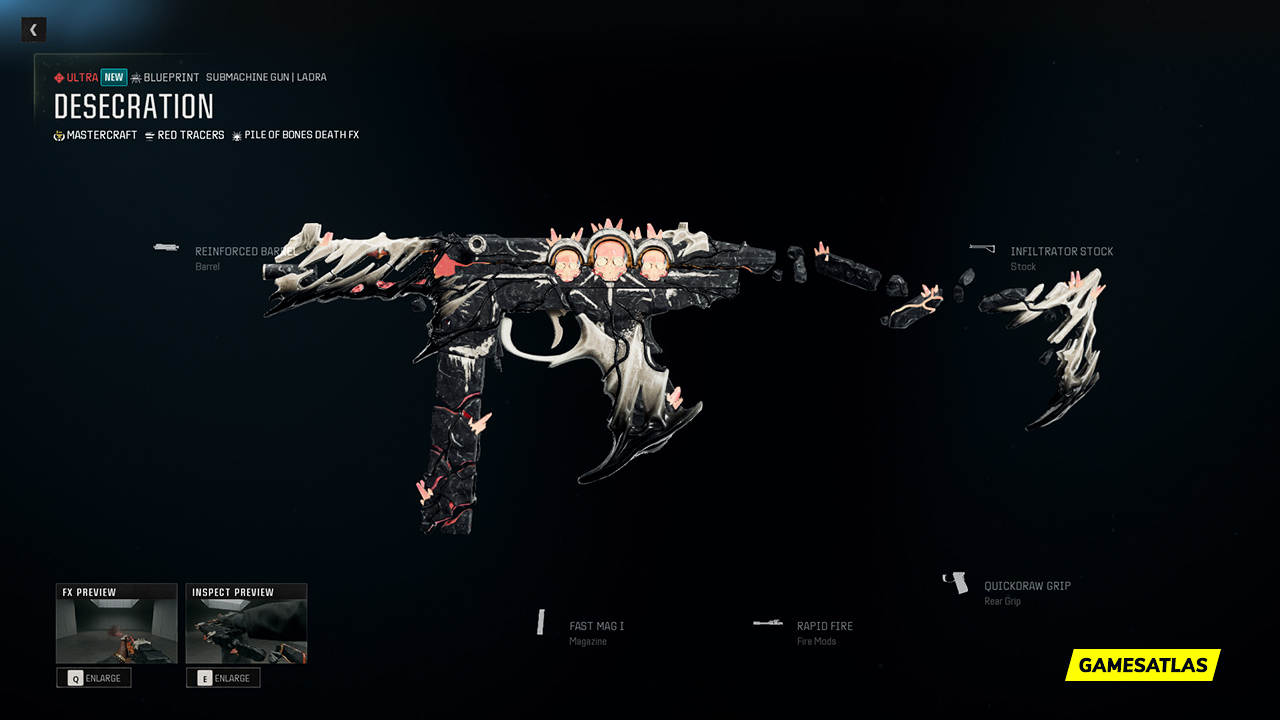 ULTRA NEW BLUEPRINT SUBMACHINE GUN | LADRA
DESECRATION
MASTERCRAFT RED TRACERS PILE OF BONES DEATH FX
REINFORCED BARREL
Barrel
INFILTRATOR STOCK
Stock
QUICKDRAW GRIP
Rear Grip
FAST MAG I
Magazine
RAPID FIRE
Fire Mods
FX PREVIEW
INSPECT PREVIEW
Q ENLARGE
E ENLARGE
GAMESATLAS